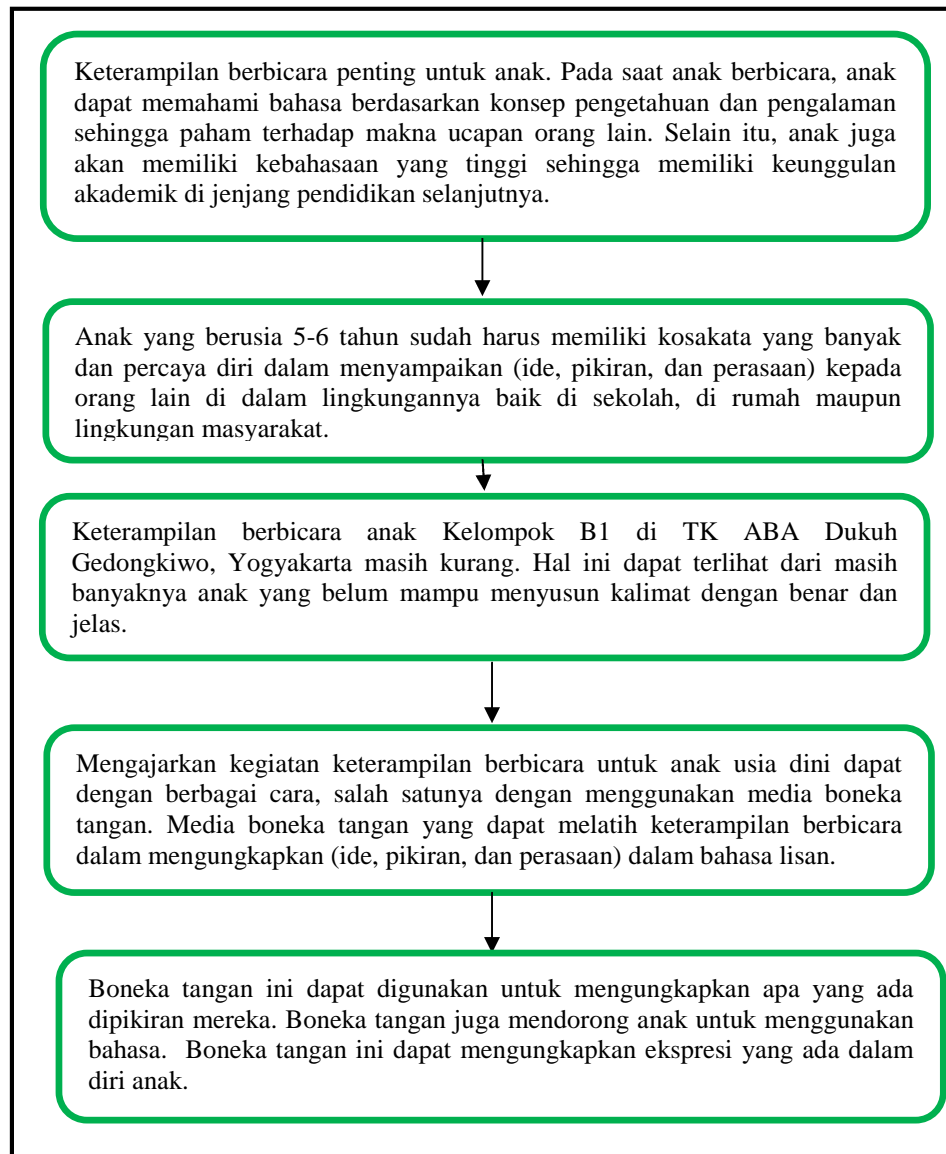 Keterampilan berbicara penting untuk anak. Pada saat anak berbicara, anak
dapat memahami bahasa berdasarkan konsep pengetahuan dan pengalaman
sehingga paham terhadap makna ucapan orang lain. Selain itu, anak juga
akan memiliki kebahasaan yang tinggi sehingga memiliki keunggulan
akademik di jenjang pendidikan selanjutnya.
Anak yang berusia 5-6 tahun sudah harus memiliki kosakata yang banyak
dan percaya diri dalam menyampaikan (ide, pikiran, dan perasaan) kepada
orang lain di dalam lingkungannya baik di sekolah, di rumah maupun
lingkungan masyarakat.
Keterampilan berbicara anak Kelompok B1 di TK ABA Dukuh
Gedongkiwo, Yogyakarta masih kurang. Hal ini dapat terlihat dari masih
banyaknya anak yang belum mampu menyusun kalimat dengan benar dan
jelas.
Mengajarkan kegiatan keterampilan berbicara untuk anak usia dini dapat
dengan berbagai cara, salah satunya dengan menggunakan media boneka
tangan. Media boneka tangan yang dapat melatih keterampilan berbicara
dalam mengungkapkan (ide, pikiran, dan perasaan) dalam bahasa lisan.
Boneka tangan ini dapat digunakan untuk mengungkapkan apa yang ada
dipikiran mereka. Boneka tangan juga mendorong anak untuk menggunakan
bahasa.  Boneka tangan ini dapat mengungkapkan ekspresi yang ada dalam
diri anak.